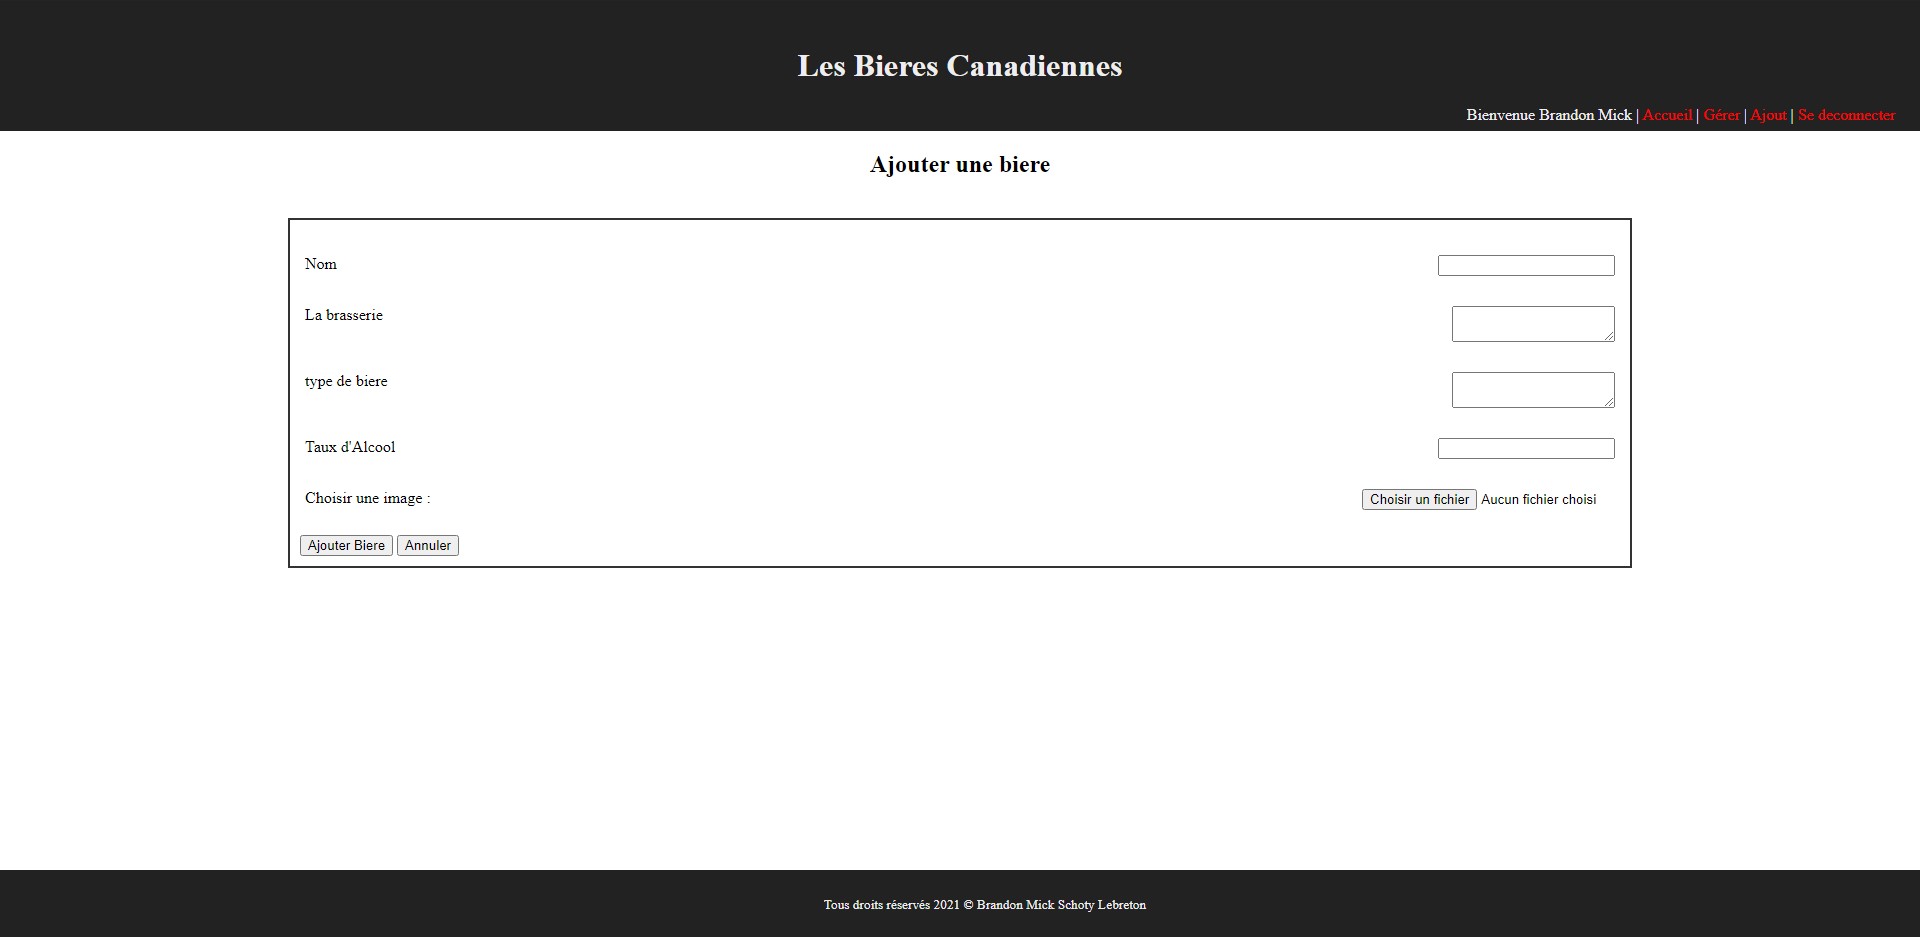 Les Bieres Canadiennes
Bienvenue Brandon Mick | Accueil | Gérer | Ajout | Se deconnecter
Ajouter une biere
Nom
La brasserie
type de biere
Taux d'Alcool
Choisir une image : Choisir un fichier Aucun fichier choisi
Ajouter Biere Annuler
Tous droits réservés 2021 © Brandon Mick Schoty Lebreton